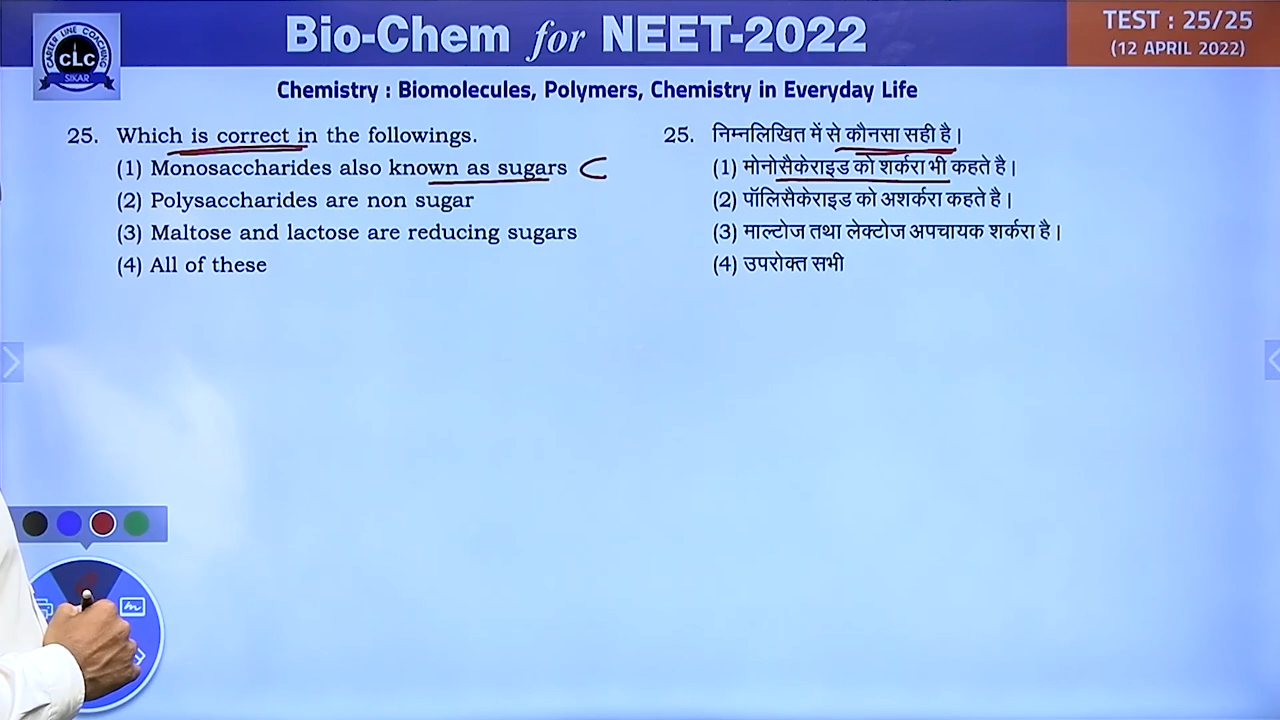 CAREER LINE COACHING
CLC
SIKAR
Bio-Chem for NEET-2022
TEST : 25/25
(12 APRIL 2022)
Chemistry : Biomolecules, Polymers, Chemistry in Everyday Life
25. Which is correct in the followings.
(1) Monosaccharides also known as sugars
(2) Polysaccharides are non sugar
(3) Maltose and lactose are reducing sugars
(4) All of these
25. निम्नलिखित में से कौनसा सही है।
(1) मोनोसैकेराइड को शर्करा भी कहते है।
(2) पॉलिसैकेराइड को अशर्करा कहते है।
(3) माल्टोज तथा लेक्टोज अपचायक शर्करा है।
(4) उपरोक्त सभी